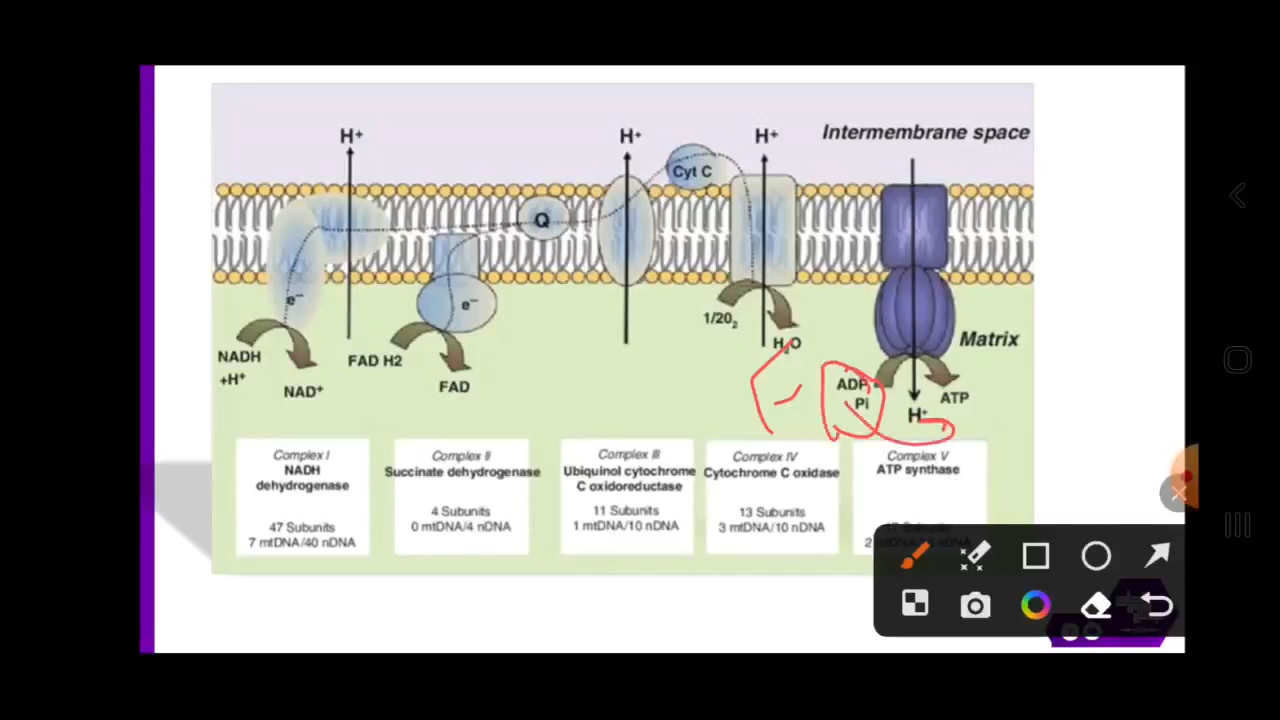 H+
H+
H+
Intermembrane space
Cyt C
Q
e−
e−
1/2O2
H2O
Matrix
NADH
+H+
NAD+
FAD H2
FAD
ADP+
Pi
ATP
H+
Complex I
NADH
dehydrogenase
47 Subunits
7 mtDNA/40 nDNA
Complex II
Succinate dehydrogenase
4 Subunits
0 mtDNA/4 nDNA
Complex III
Ubiquinol cytochrome
C oxidoreductase
11 Subunits
1 mtDNA/10 nDNA
Complex IV
Cytochrome C oxidase
13 Subunits
3 mtDNA/10 nDNA
Complex V
ATP synthase